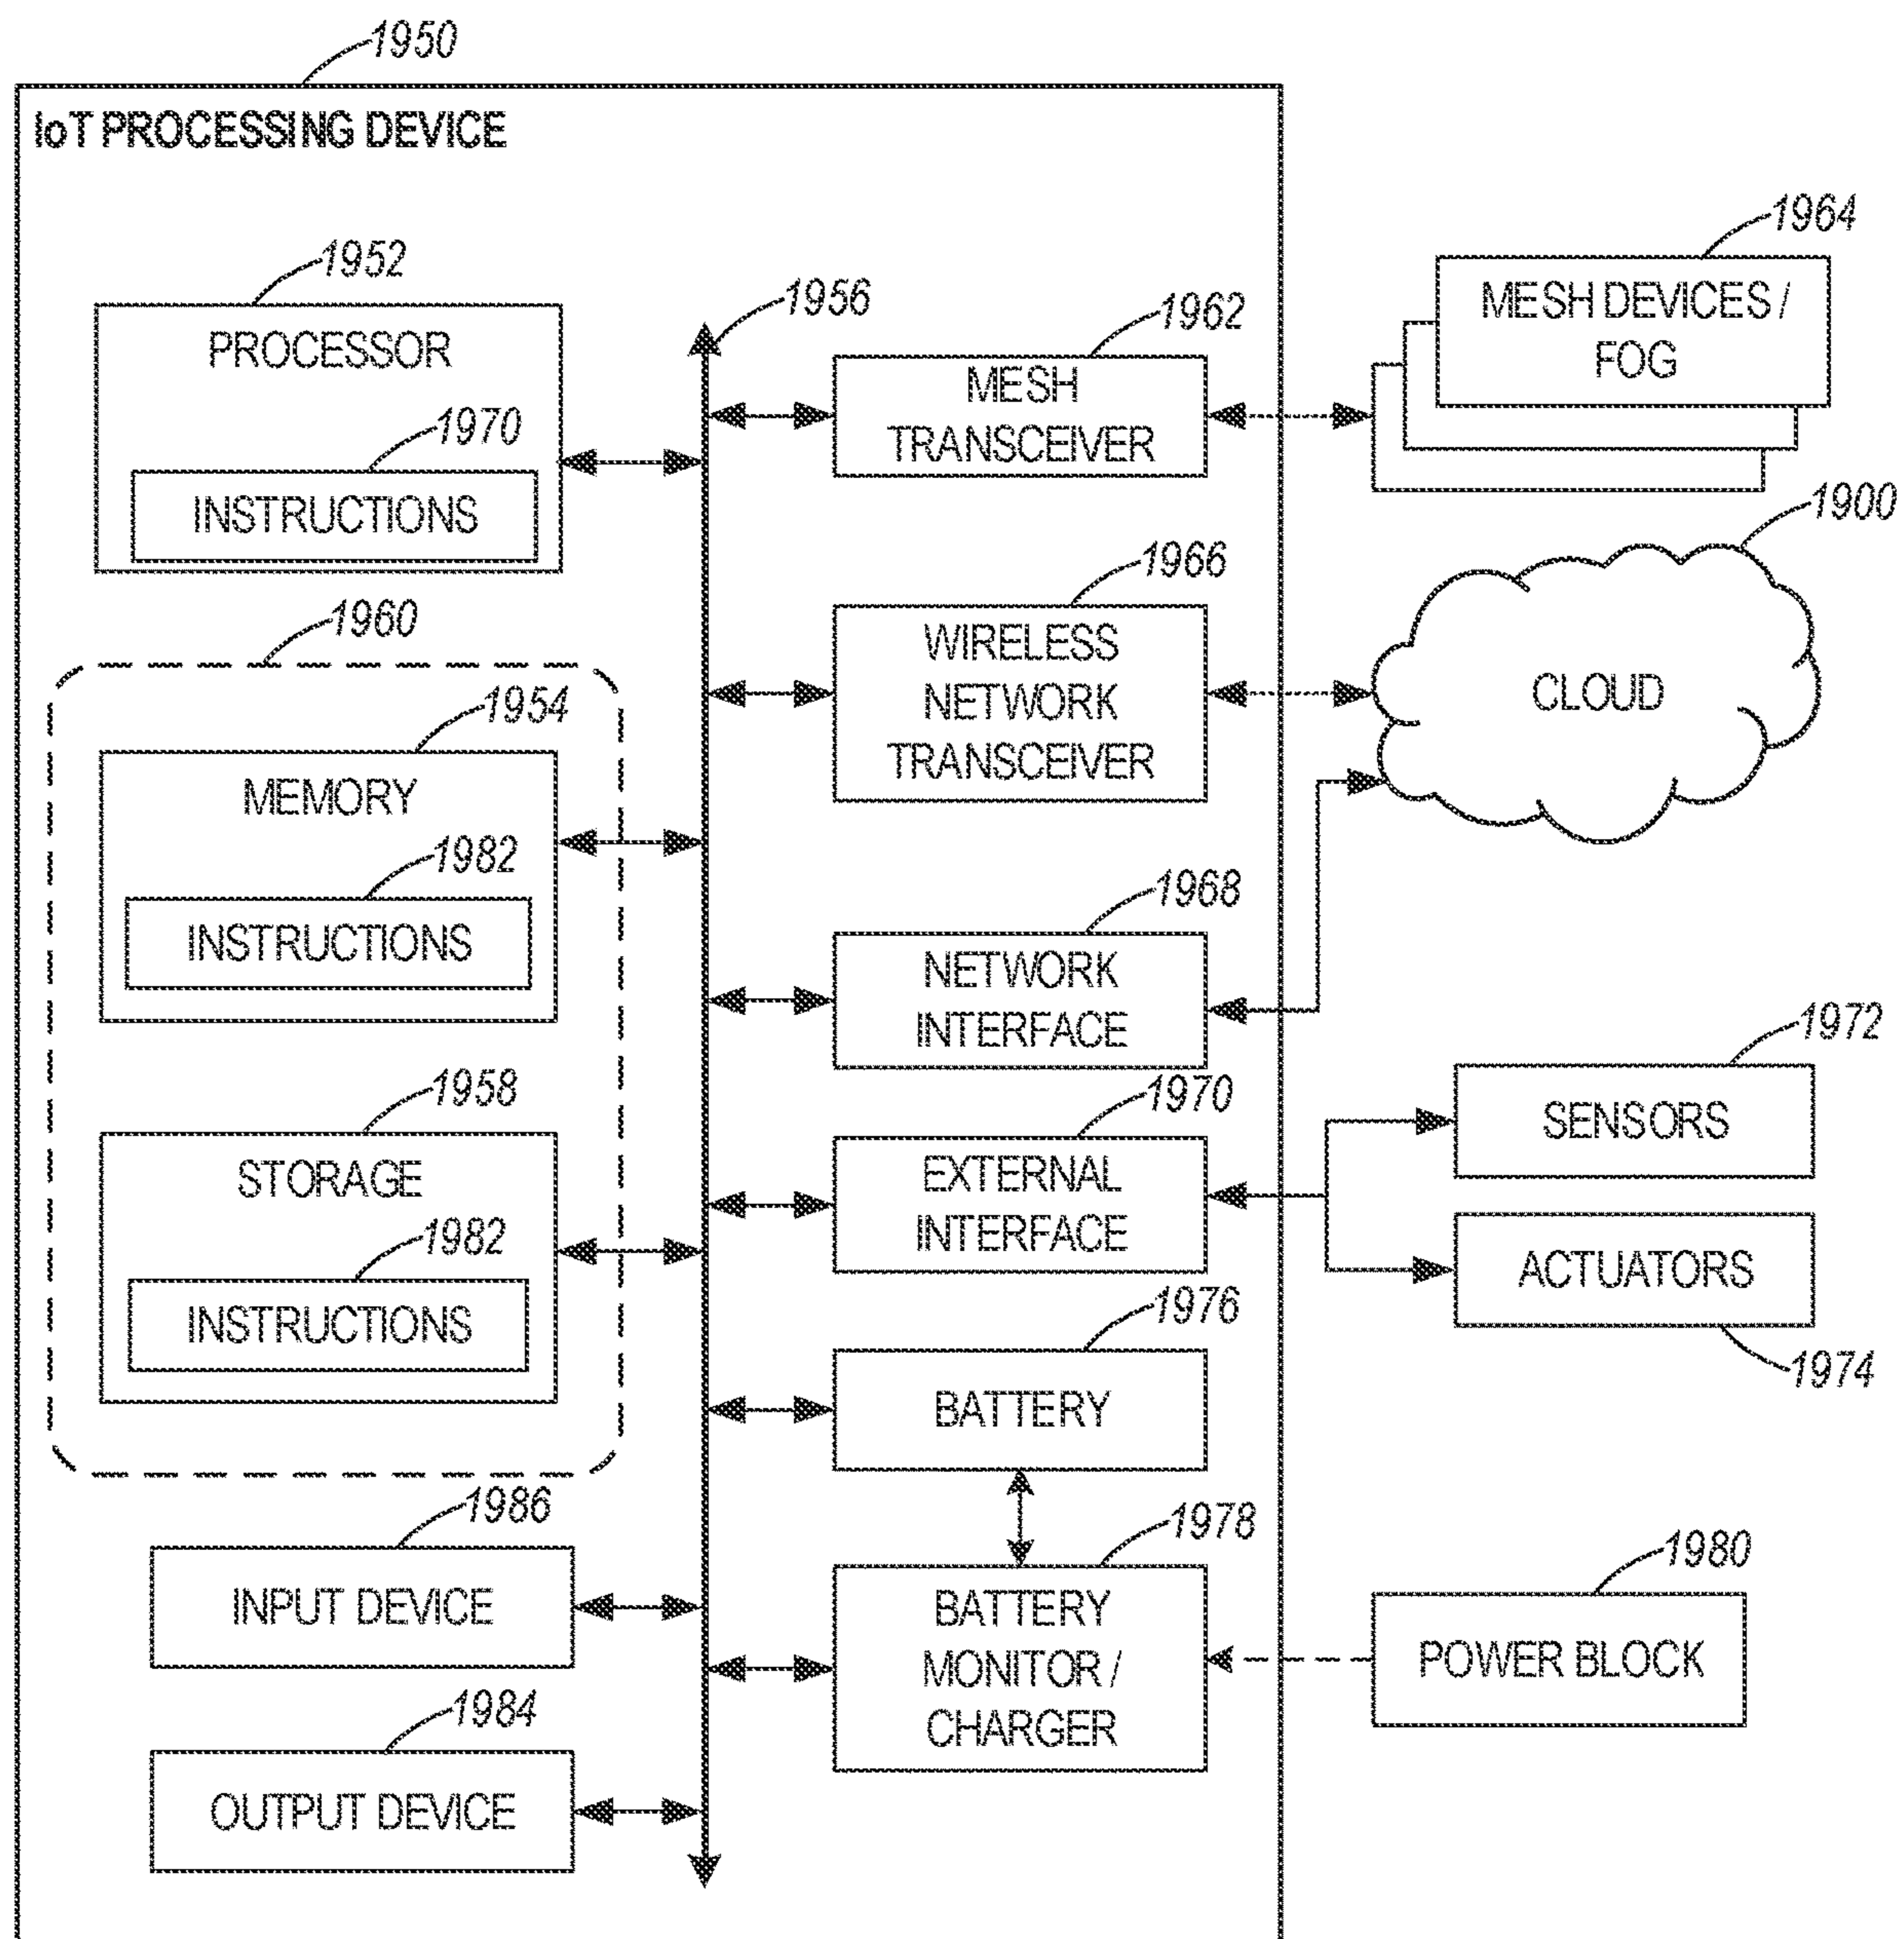 1950
IoT PROCESSING DEVICE
1952
PROCESSOR
1970
INSTRUCTIONS
1960
1954
MEMORY
1982
INSTRUCTIONS
1958
STORAGE
1982
INSTRUCTIONS
1986
INPUT DEVICE
1984
OUTPUT DEVICE
1956
1962
MESH
TRANSCEIVER
1966
WIRELESS
NETWORK
TRANSCEIVER
1968
NETWORK
INTERFACE
1970
EXTERNAL
INTERFACE
1976
BATTERY
1978
BATTERY
MONITOR /
CHARGER
1964
MESH DEVICES /
FOG
1900
CLOUD
1972
SENSORS
ACTUATORS
1974
1980
POWER BLOCK